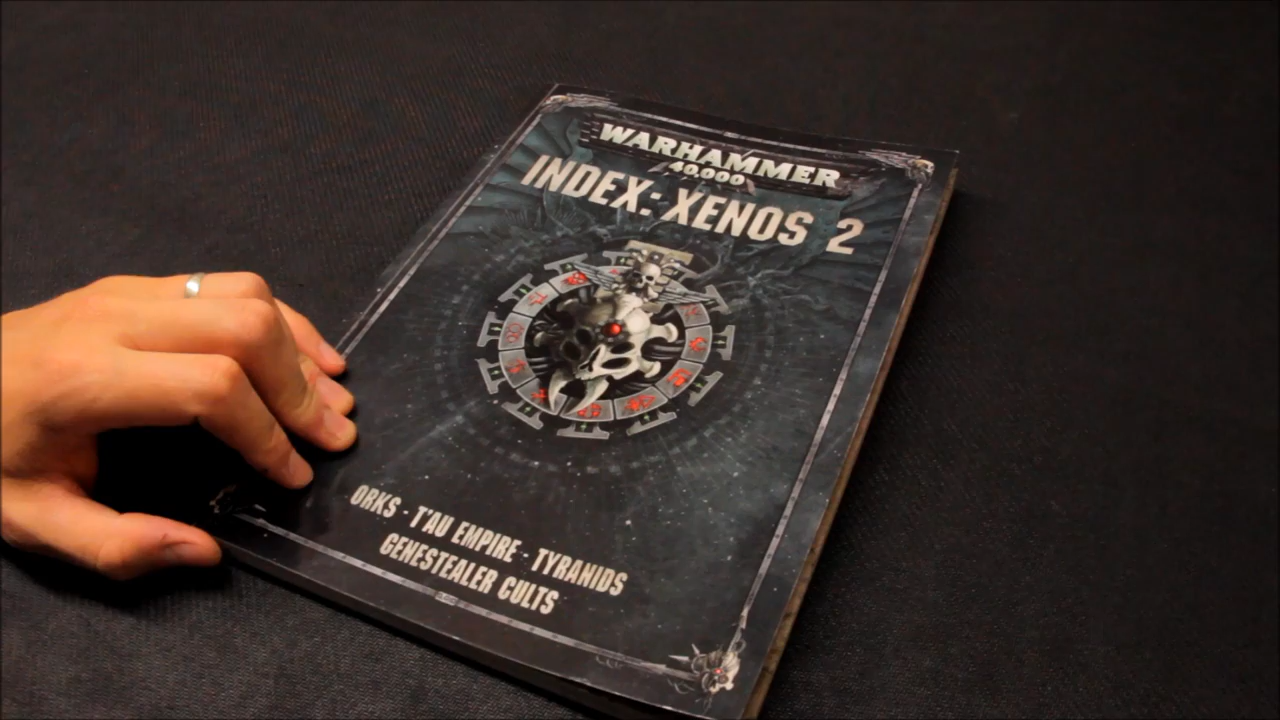 WARHAMMER
40,000
INDEX: XENOS 2
ORKS - T'AU EMPIRE - TYRANIDS
GENESTEALER CULTS